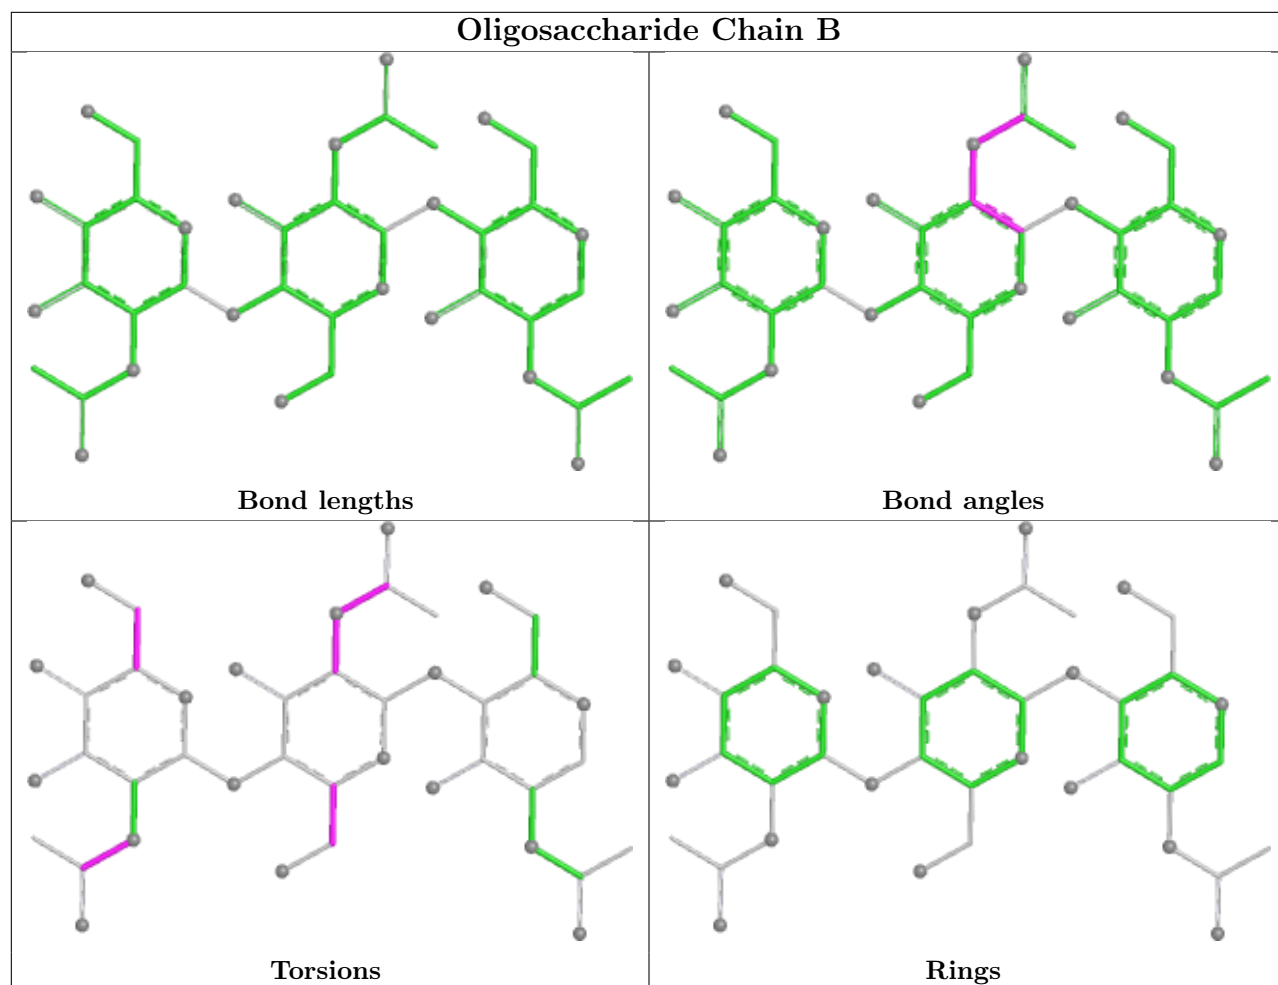 Oligosaccharide Chain B
Bond lengths
Bond angles
Torsions
Rings